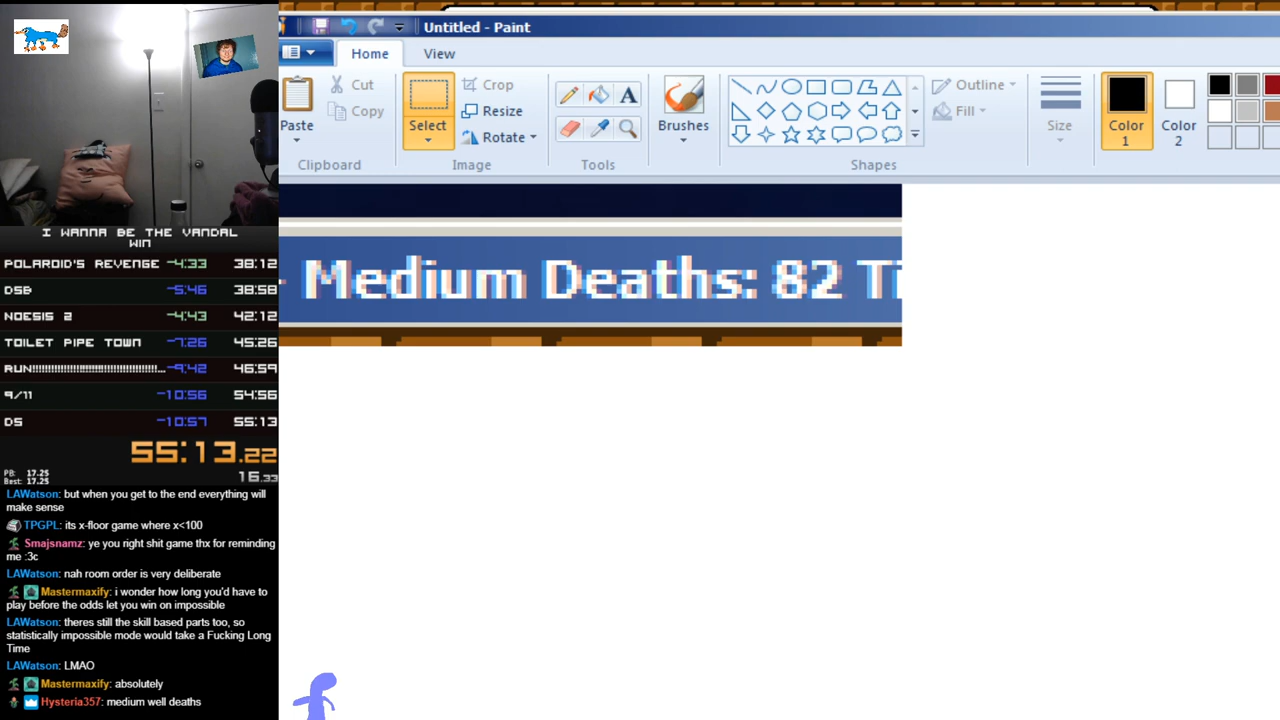 I WANNA BE THE VANDAL
WIN
POLAROID'S REVENGE -4:33 38:12
DSB -5:46 38:58
NOESIS 2 -4:43 42:12
TOILET PIPE TOWN -7:26 45:26
RUN!!!!!!!!!!!!!!!!!!!!!!!!!!!!!!!!!!!!!!!!!... -9:42 46:59
9/11 -10:56 54:56
DS -10:57 55:13
55:13.22
PB: 17.25
Best: 17.25
16.33
LAWatson: but when you get to the end everything will
make sense
TPGPL: its x-floor game where x<100
Smajsnamz: ye you right shit game thx for reminding
me :3c
LAWatson: nah room order is very deliberate
Mastermaxify: i wonder how long you'd have to
play before the odds let you win on impossible
LAWatson: theres still the skill based parts too, so
statistically impossible mode would take a Fucking Long
Time
LAWatson: LMAO
Mastermaxify: absolutely
Hysteria357: medium well deaths
Untitled - Paint
Home View
Paste
Cut
Copy
Clipboard
Select
Crop
Resize
Rotate
Image
A
Tools
Brushes
Shapes
Outline
Fill
Size
Color
1
Color
2
- Medium Deaths: 82 Ti